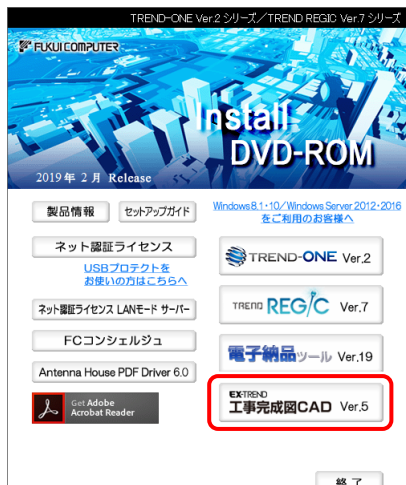 TREND-ONE Ver.2 シリーズ／TREND REGIC Ver.7 シリーズ
FUKUI COMPUTER
Install
DVD-ROM
2019年 2月 Release
製品情報
セットアップガイド
Windows8.1・10／Windows Server 2012・2016
をご利用のお客様へ
ネット認証ライセンス
USBプロテクトを
お使いの方はこちらへ
TREND-ONE Ver.2
ネット認証ライセンス LANモード サーバー
TREND REGIC Ver.7
FCコンシェルジュ
電子納品ツール Ver.19
Antenna House PDF Driver 6.0
Get Adobe
Acrobat Reader
EX-TREND
工事完成図CAD Ver.5
終了